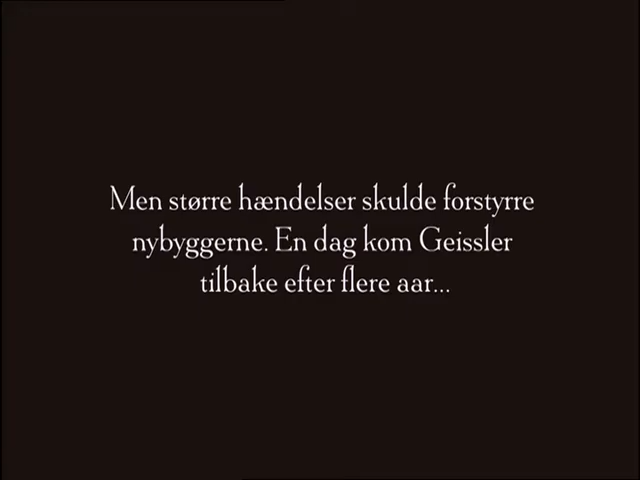 Men større hændelser skulde forstyrre
nybyggerne. En dag kom Geissler
tilbake efter flere aar...